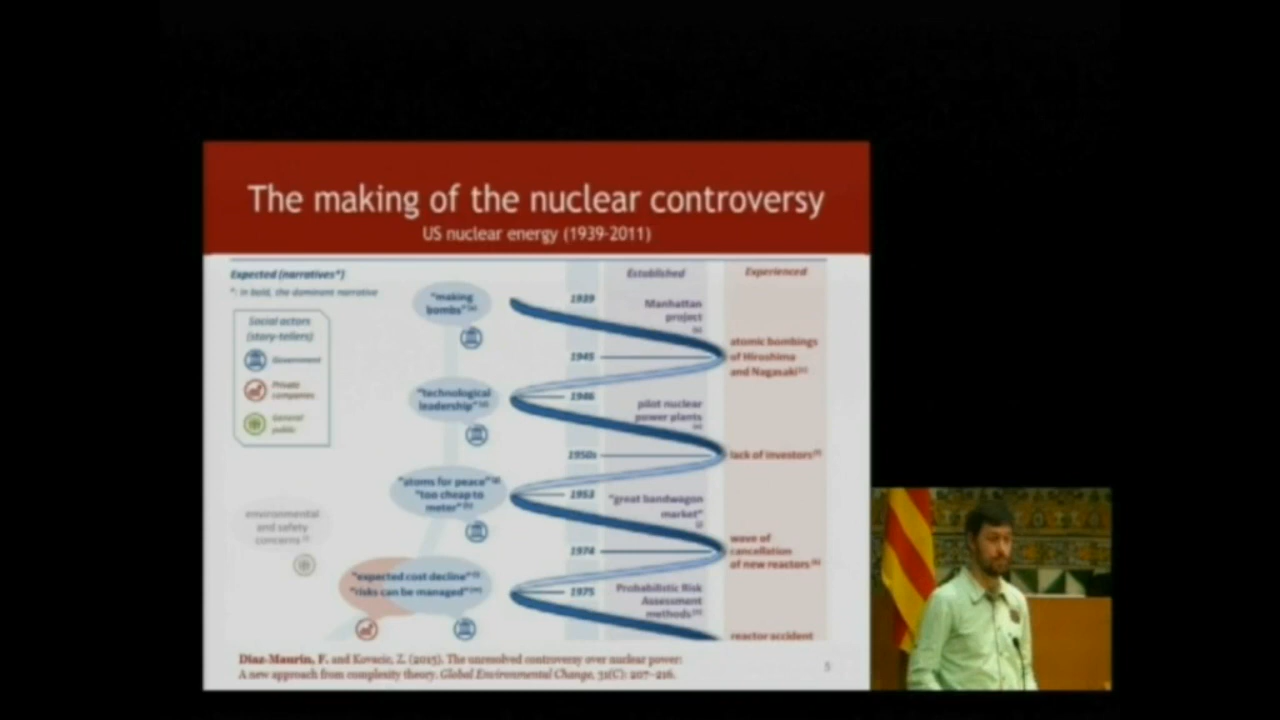 The making of the nuclear controversy
US nuclear energy (1939-2011)
Expected (narratives*)
*: in bold, the dominant narrative
Social actors
(story-tellers)
Government
Private
companies
General
public
Established
Experienced
"making
bombs"
1939
Manhattan
project
atomic bombings
of Hiroshima
and Nagasaki
1945
"technological
leadership"
1946
pilot nuclear
power plants
1950s
lack of investors
"atoms for peace"
"too cheap to
meter"
1953
"great bandwagon
market"
environmental
and safety
concerns
1974
wave of
cancellation
of new reactors
"expected cost decline"
"risks can be managed"
1975
Probabilistic Risk
Assessment
methods
reactor accident
Diaz-Maurin, F. and Kovacic, Z. (2015). The unresolved controversy over nuclear power:
A new approach from complexity theory. Global Environmental Change, 31(C): 207–216.
5